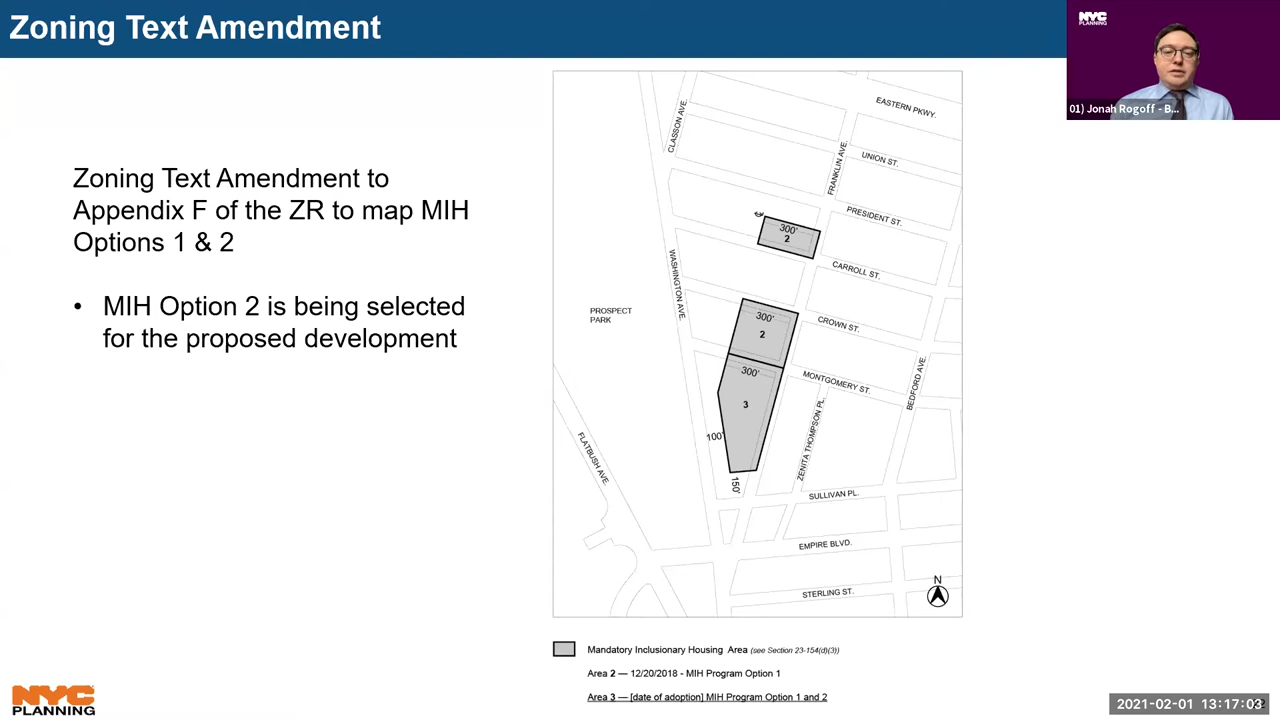 Zoning Text Amendment
NYC
PLANNING
01) Jonah Rogoff - B...
Zoning Text Amendment to
Appendix F of the ZR to map MIH
Options 1 & 2
• MIH Option 2 is being selected
for the proposed development
CLASSON AVE.
EASTERN PKWY.
UNION ST.
FRANKLIN AVE.
PRESIDENT ST.
300'
2
CARROLL ST.
WASHINGTON AVE.
PROSPECT
PARK
300'
2
CROWN ST.
300'
3
MONTGOMERY ST.
BEDFORD AVE.
100'
ZENITA THOMPSON PL.
FLATBUSH AVE.
150'
SULLIVAN PL.
EMPIRE BLVD.
N
STERLING ST.
Mandatory Inclusionary Housing Area (see Section 23-154(d)(3))
Area 2 — 12/20/2018 - MIH Program Option 1
Area 3 — [date of adoption] MIH Program Option 1 and 2
NYC
PLANNING
2021-02-01 13:17:03